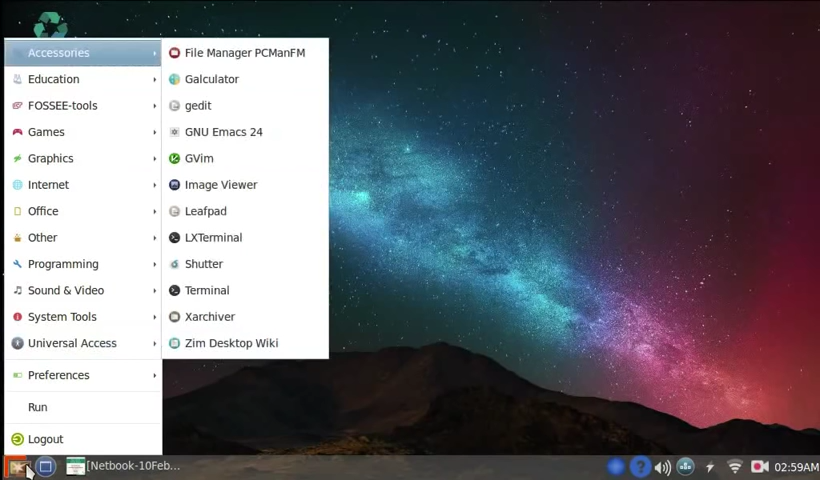 Accessories
Education
FOSSEE-tools
Games
Graphics
Internet
Office
Other
Programming
Sound & Video
System Tools
Universal Access
Preferences
Run
Logout
File Manager PCManFM
Galculator
gedit
GNU Emacs 24
GVim
Image Viewer
Leafpad
LXTerminal
Shutter
Terminal
Xarchiver
Zim Desktop Wiki
[Netbook-10Feb...
02:59AM